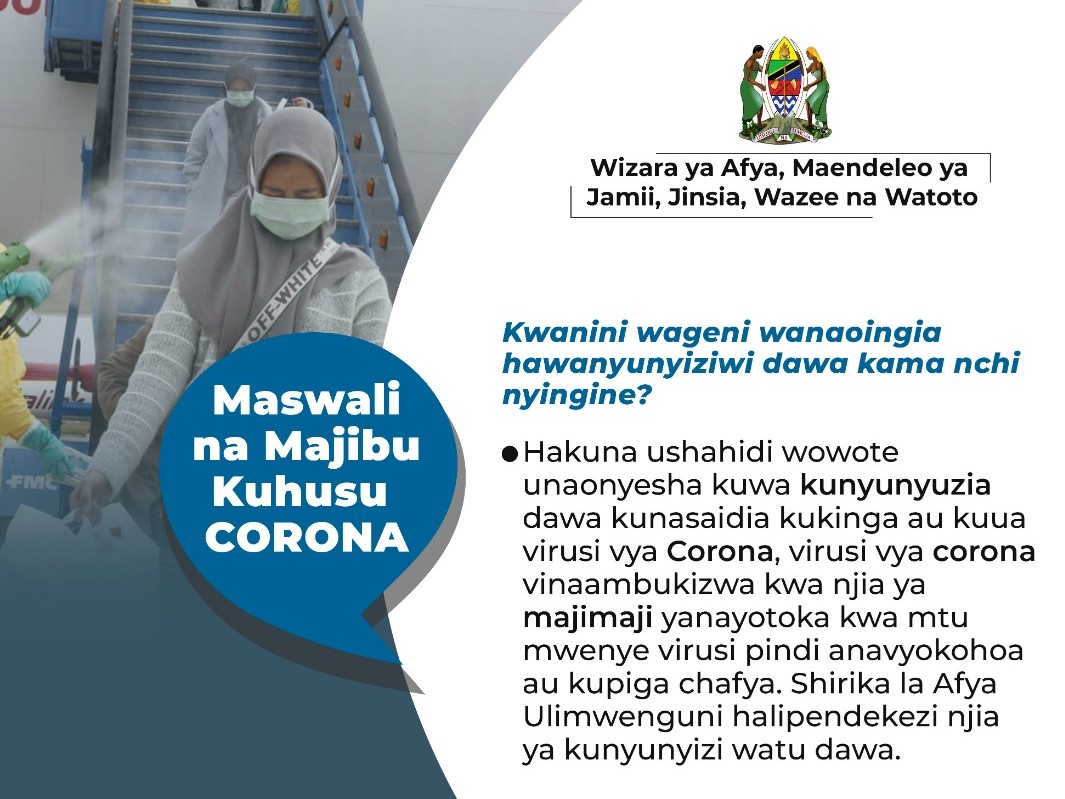 Wizara ya Afya, Maendeleo ya
Jamii, Jinsia, Wazee na Watoto
OFF-WHITE
Maswali
na Majibu
Kuhusu
CORONA
FMC
Kwanini wageni wanaoingia
hawanyunyiziwi dawa kama nchi
nyingine?
● Hakuna ushahidi wowote
unaonyesha kuwa kunyunyuzia
dawa kunasaidia kukinga au kuua
virusi vya Corona, virusi vya corona
vinaambukizwa kwa njia ya
majimaji yanayotoka kwa mtu
mwenye virusi pindi anavyokohoa
au kupiga chafya. Shirika la Afya
Ulimwenguni halipendekezi njia
ya kunyunyizi watu dawa.